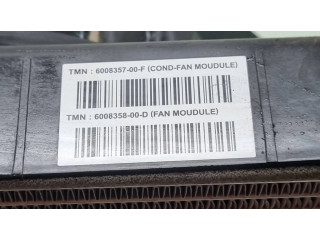 TMN : 6008357-00-F (COND-FAN MOUDULE)
TMN : 6008358-00-D (FAN MOUDULE)